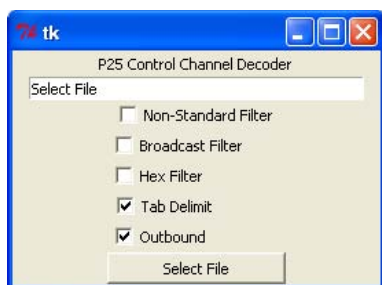 tk
P25 Control Channel Decoder
Select File
Non-Standard Filter
Broadcast Filter
Hex Filter
Tab Delimit
Outbound
Select File